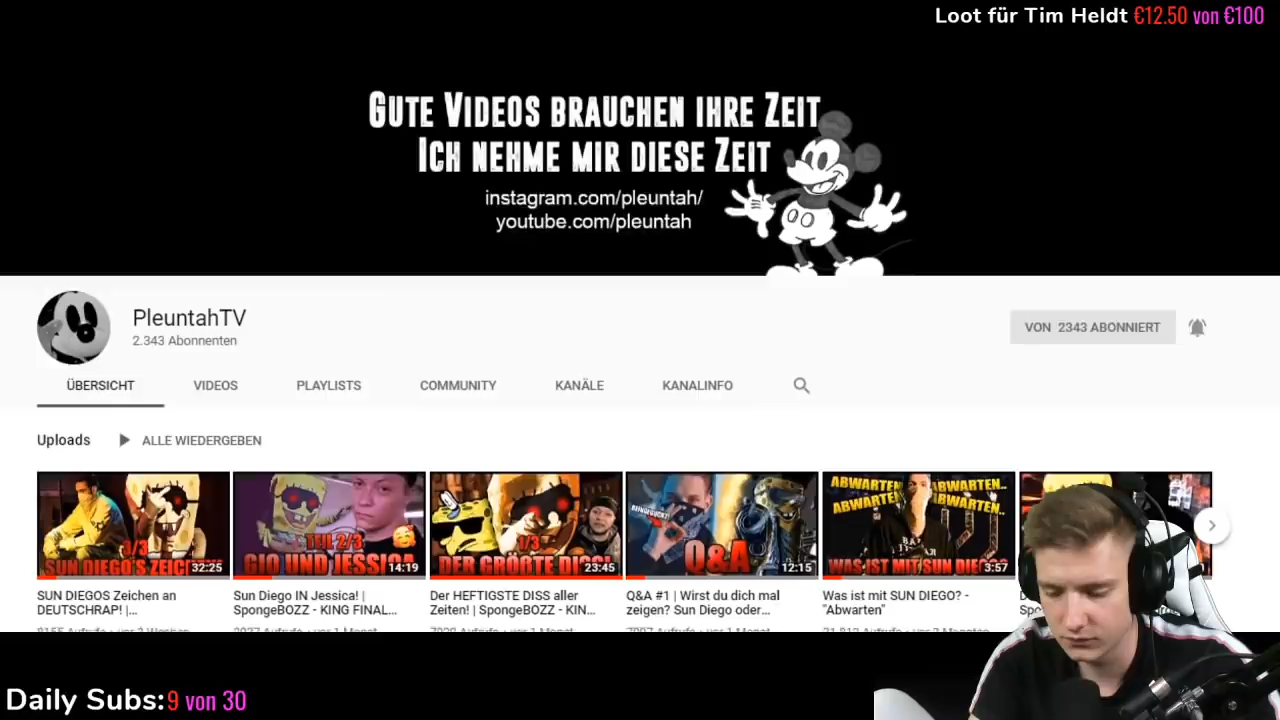 Loot für Tim Heldt €12.50 von €100
GUTE VIDEOS BRAUCHEN IHRE ZEIT
ICH NEHME MIR DIESE ZEIT
instagram.com/pleuntah/
youtube.com/pleuntah
PleuntahTV
2.343 Abonnenten
VON 2343 ABONNIERT
ÜBERSICHT VIDEOS PLAYLISTS COMMUNITY KANÄLE KANALINFO
Uploads ALLE WIEDERGEBEN
ABWARTEN.. ABWARTEN..
3/3 TEIL 2/3 1/3 Q&A
SUN DIEGO'S ZEIC 32:25 GIO UND JESSICA 14:19 DER GRÖßTE DISS 23:45 12:15 WAS IST MIT SUN DIE 3:57
SUN DIEGOS Zeichen an Sun Diego IN Jessica! | Der HEFTIGSTE DISS aller Q&A #1 | Wirst du dich mal Was ist mit SUN DIEGO? -
DEUTSCHRAP! |... SpongeBOZZ - KING FINAL... Zeiten! | SpongeBOZZ - KIN... zeigen? Sun Diego oder... "Abwarten"
Daily Subs: 9 von 30